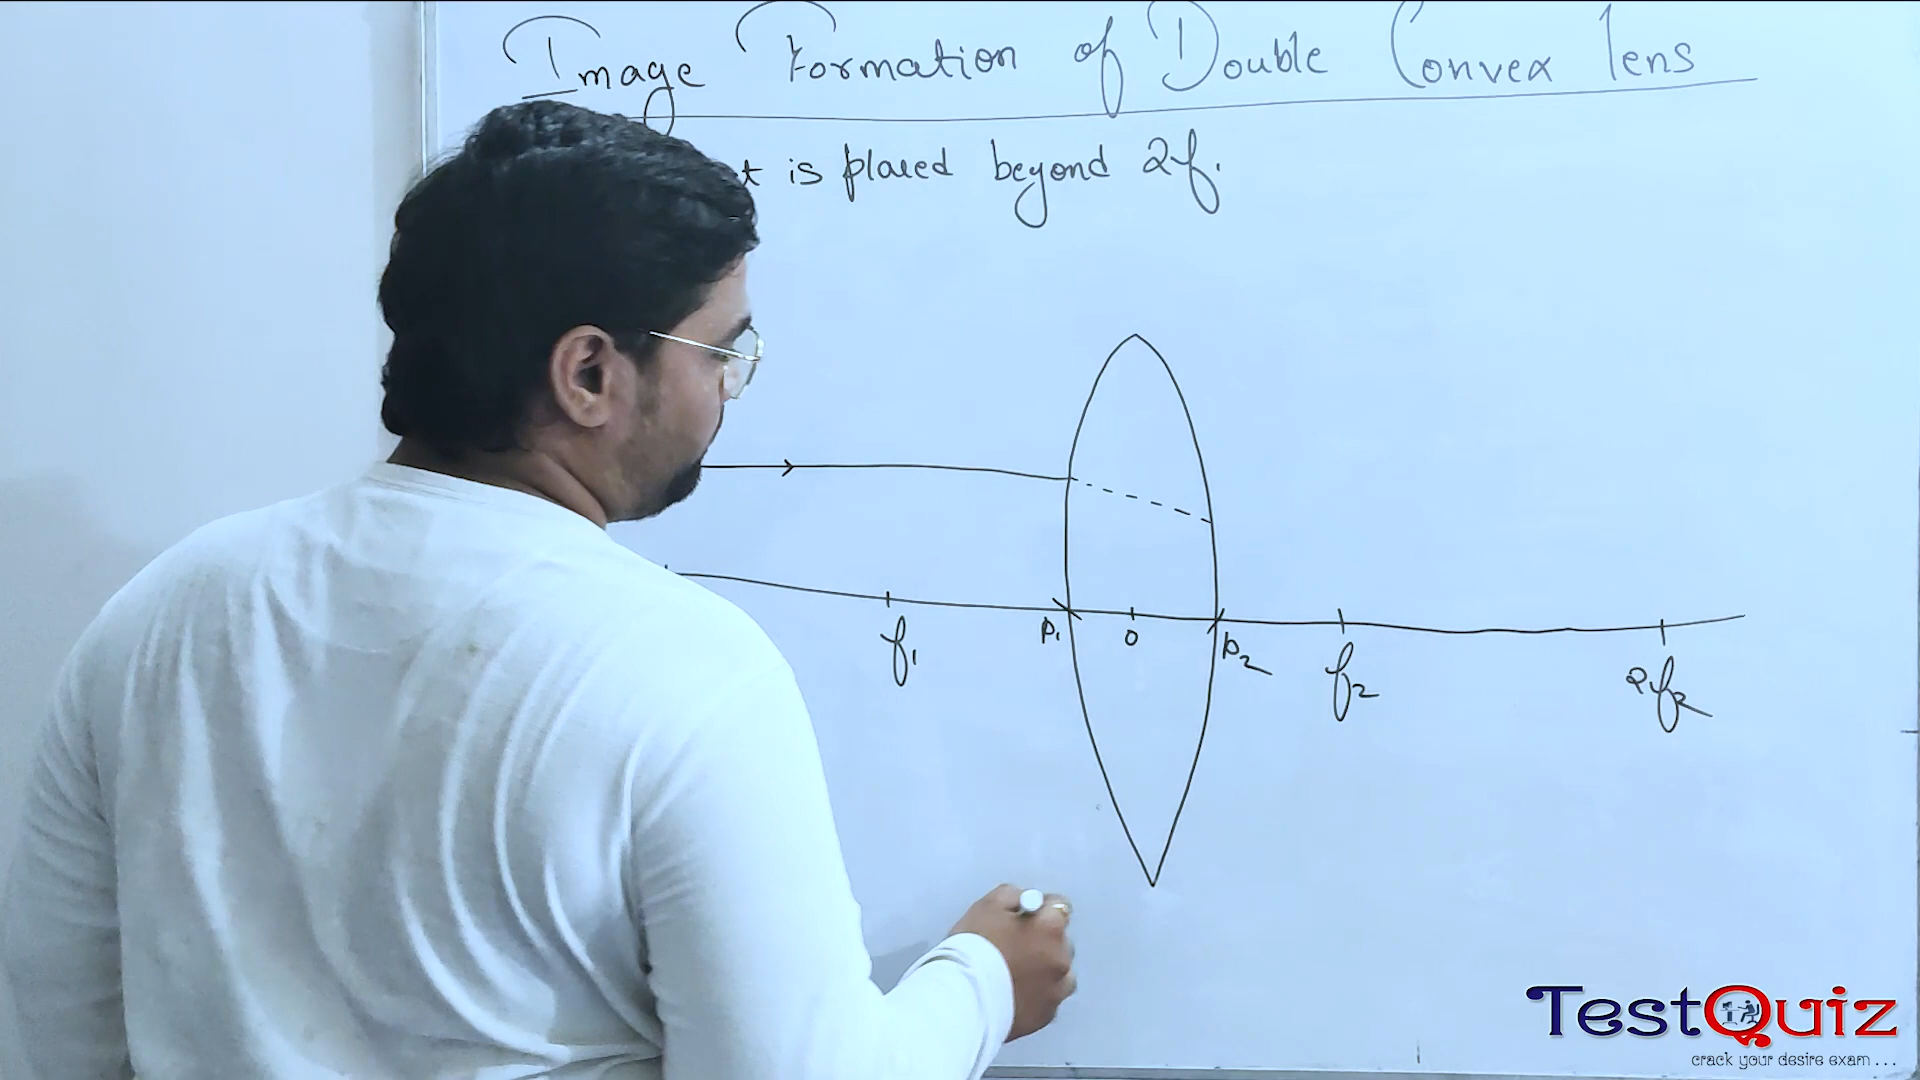 Image Formation of Double Convex lens
is placed beyond 2f.
f₁ P₁ O P₂ f₂ 2f₂
TestQuiz
crack your desire exam . . .